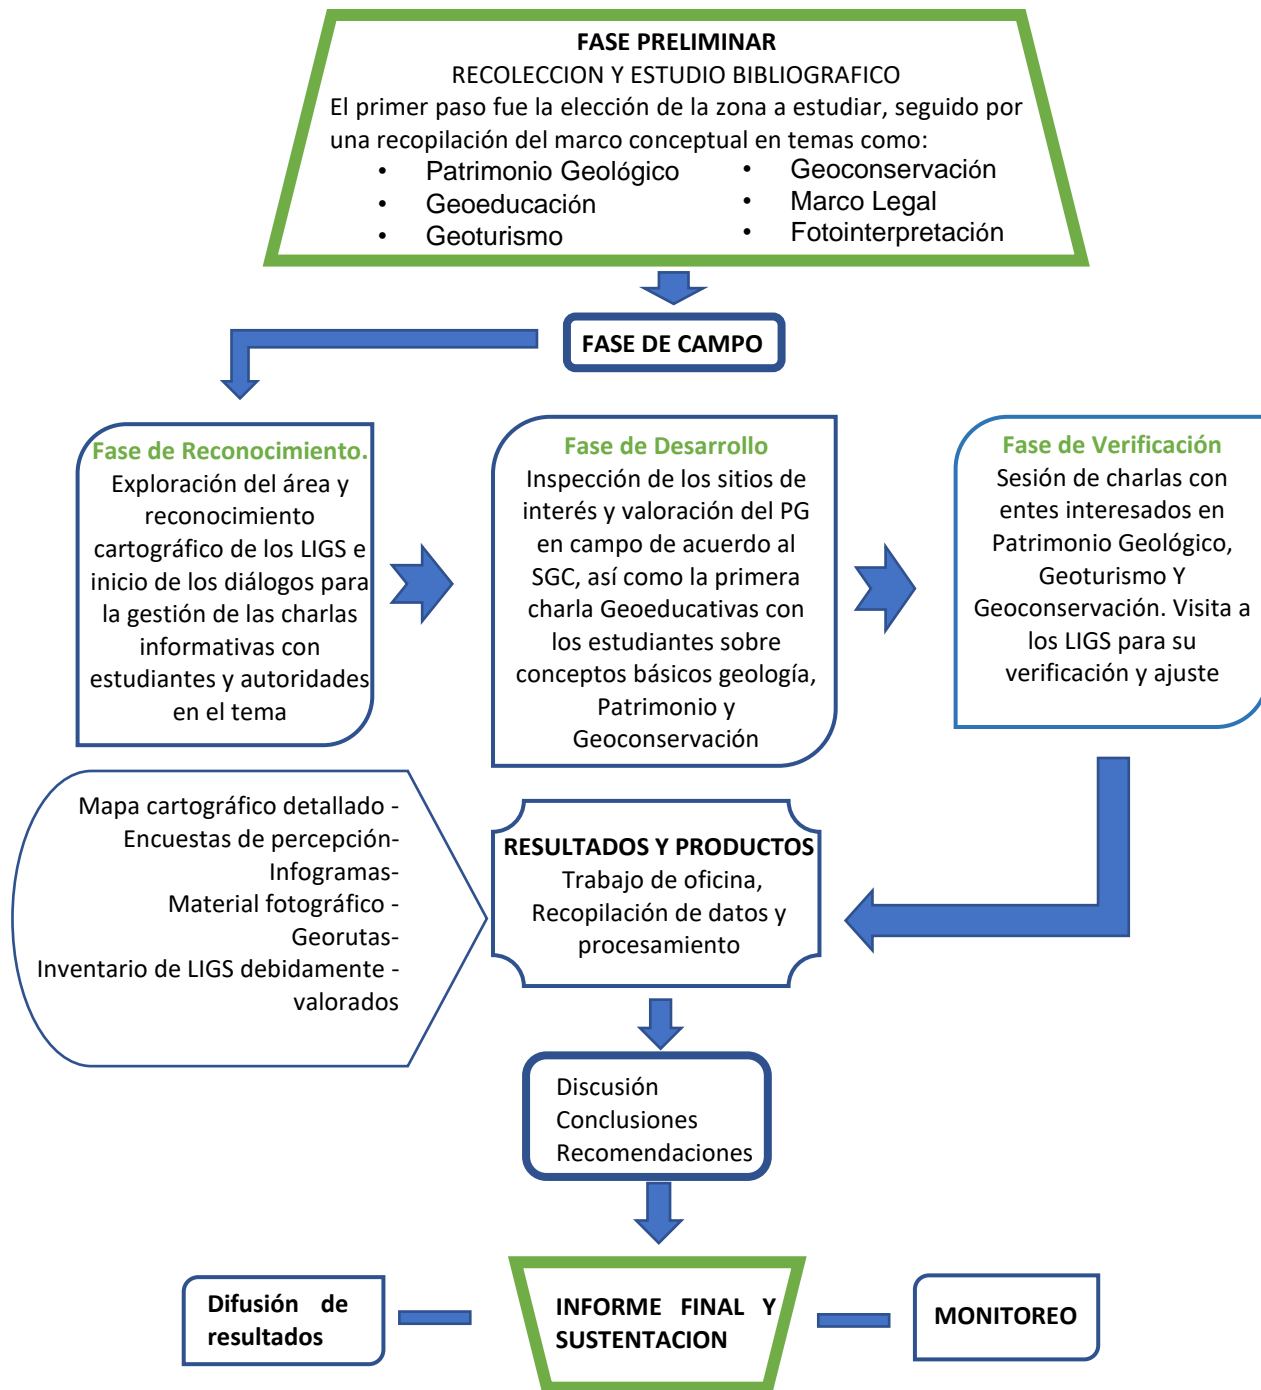 FASE PRELIMINAR
RECOLECCION Y ESTUDIO BIBLIOGRAFICO
El primer paso fue la elección de la zona a estudiar, seguido por
una recopilación del marco conceptual en temas como:
• Patrimonio Geológico
• Geoeducación
• Geoturismo
• Geoconservación
• Marco Legal
• Fotointerpretación
FASE DE CAMPO
Fase de Reconocimiento.
Exploración del área y
reconocimiento
cartográfico de los LIGS e
inicio de los diálogos para
la gestión de las charlas
informativas con
estudiantes y autoridades
en el tema
Fase de Desarrollo
Inspección de los sitios de
interés y valoración del PG
en campo de acuerdo al
SGC, así como la primera
charla Geoeducativas con
los estudiantes sobre
conceptos básicos geología,
Patrimonio y
Geoconservación
Fase de Verificación
Sesión de charlas con
entes interesados en
Patrimonio Geológico,
Geoturismo Y
Geoconservación. Visita a
los LIGS para su
verificación y ajuste
Mapa cartográfico detallado -
Encuestas de percepción-
Infogramas-
Material fotográfico -
Georutas-
Inventario de LIGS debidamente -
valorados
RESULTADOS Y PRODUCTOS
Trabajo de oficina,
Recopilación de datos y
procesamiento
Discusión
Conclusiones
Recomendaciones
Difusión de
resultados
INFORME FINAL Y
SUSTENTACION
MONITOREO